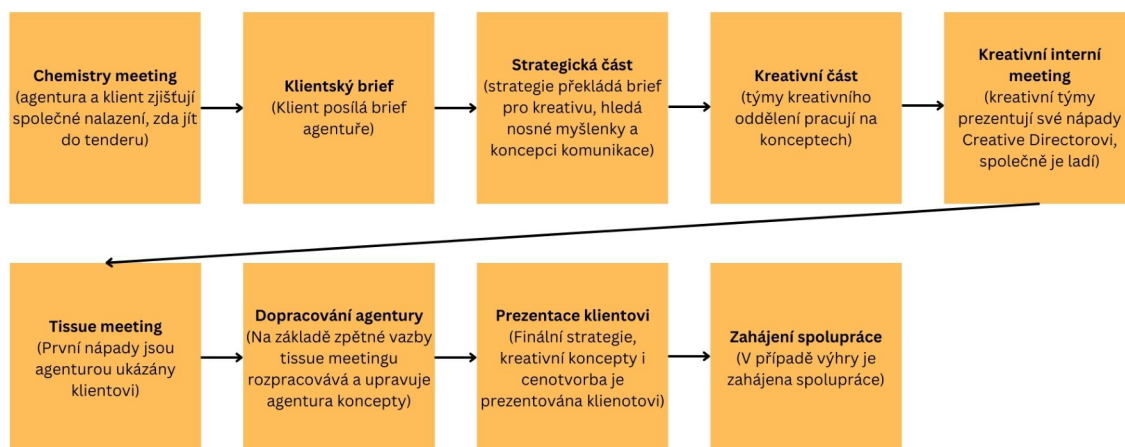 Chemistry meeting
(agentura a klient zjišťují
společné nalazení, zda jít
do tenderu)
Klientský brief
(Klient posílá brief
agentuře)
Strategická část
(strategie překládá brief
pro kreativu, hledá
nosné myšlenky a
koncepci komunikace)
Kreativní část
(týmy kreativního
oddělení pracují na
konceptech)
Kreativní interní
meeting
(kreativní týmy
prezentují své nápady
Creative Directorovi,
společně je ladí)
Tissue meeting
(První nápady jsou
agenturou ukázány
klientovi)
Dopracování agentury
(Na základě zpětné vazby
tissue meetingu
rozpracovává a upravuje
agentura koncepty)
Prezentace klientovi
(Finální strategie,
kreativní koncepty i
cenotvorba je
prezentována klienotovi)
Zahájení spolupráce
(V případě výhry je
zahájena spolupráce)